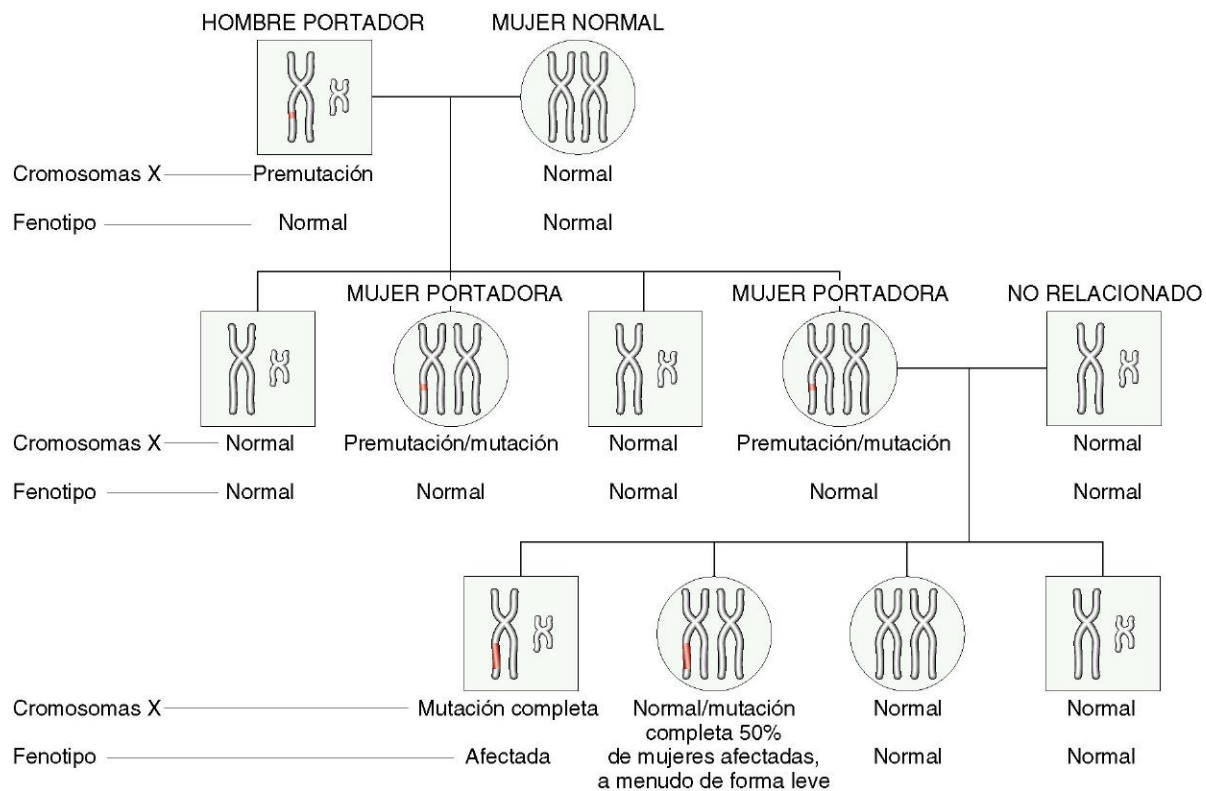 HOMBRE PORTADOR MUJER NORMAL
Cromosomas X Premutación Normal
Fenotipo Normal Normal
MUJER PORTADORA MUJER PORTADORA NO RELACIONADO
Cromosomas X Normal Premutación/mutación Normal Premutación/mutación Normal
Fenotipo Normal Normal Normal Normal Normal
Cromosomas X Mutación completa Normal/mutación Normal Normal
completa 50%
Fenotipo Afectada de mujeres afectadas, Normal Normal
a menudo de forma leve